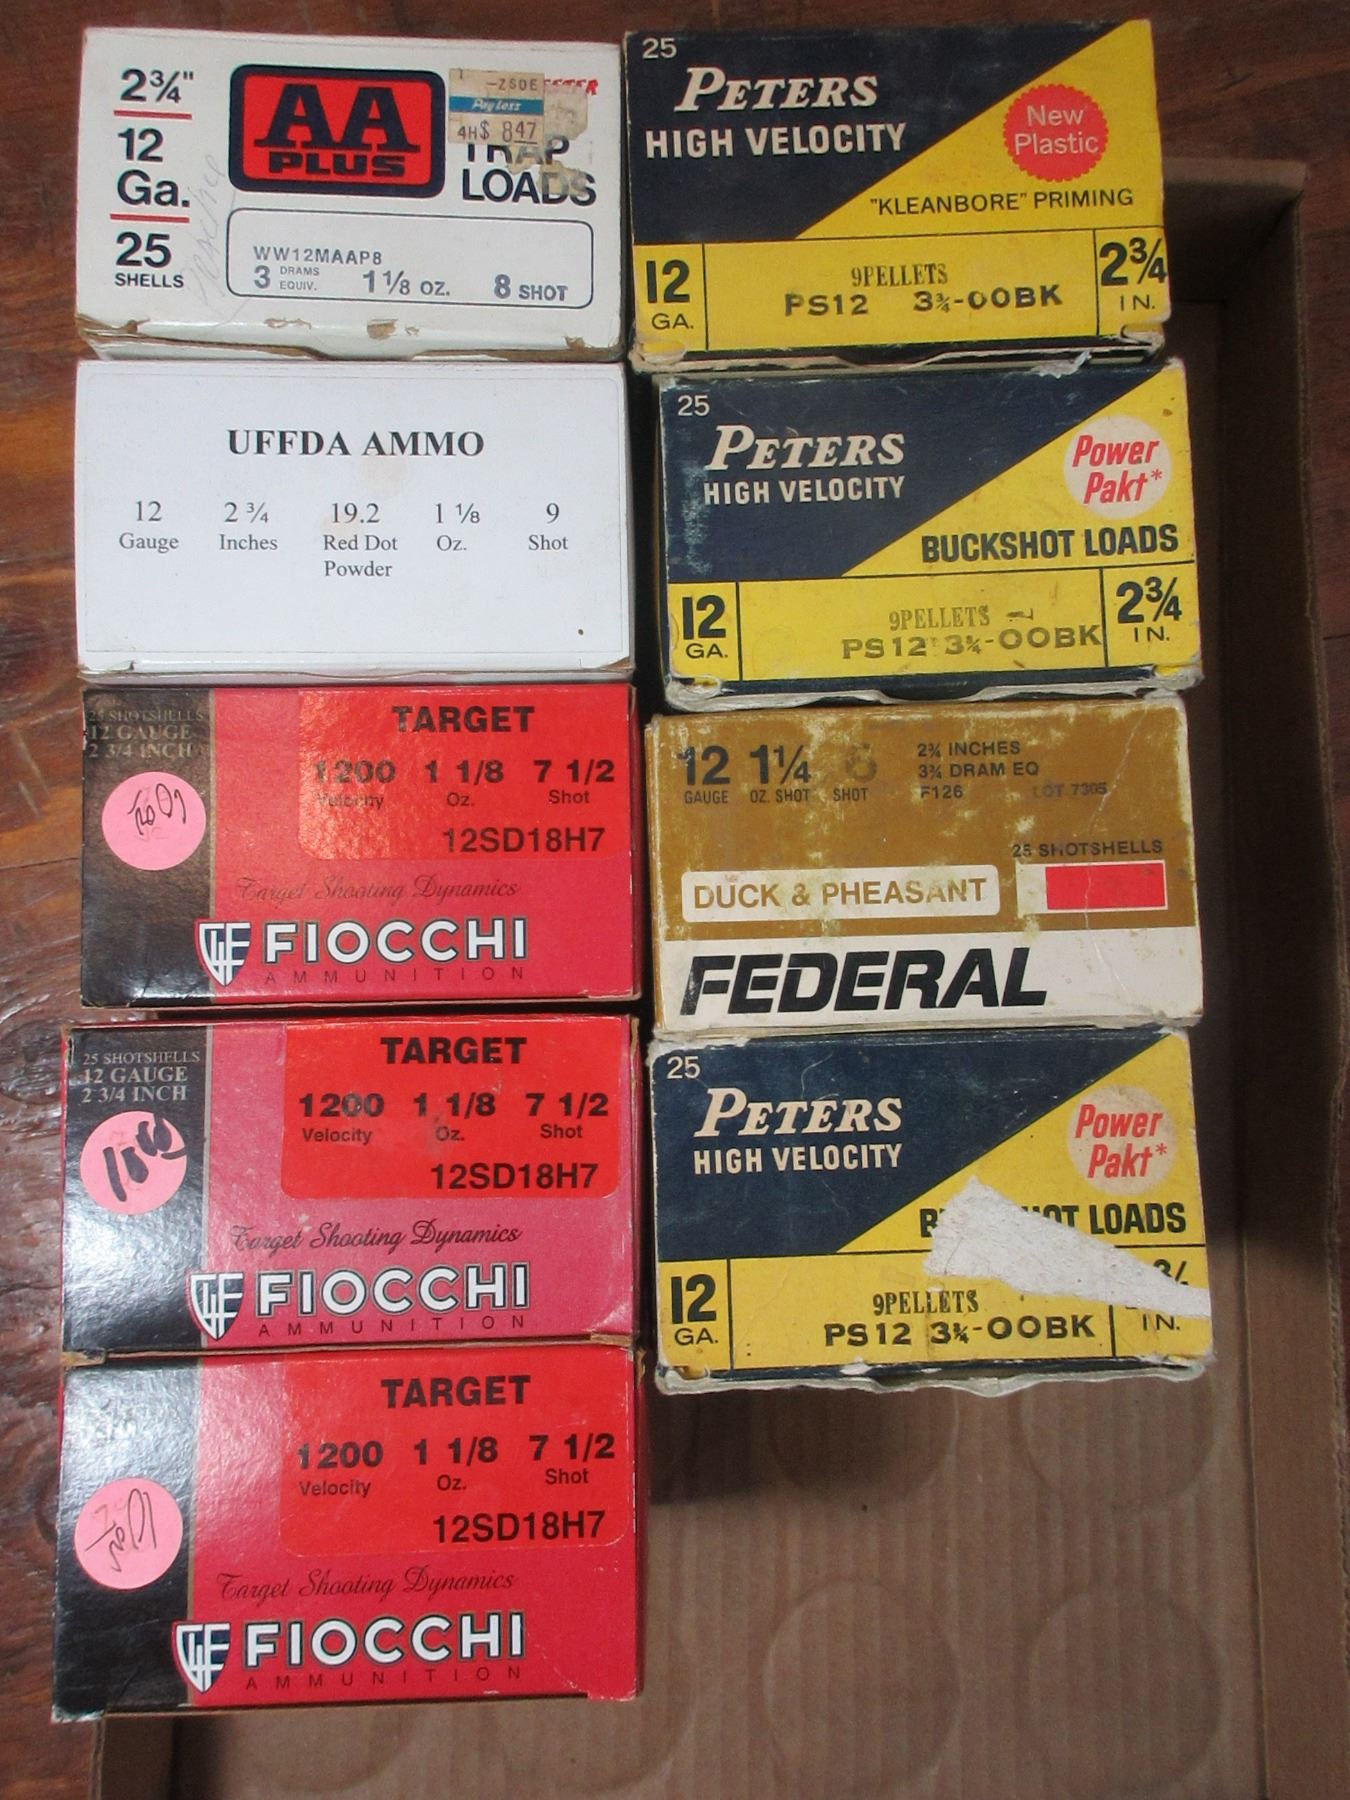 2¾"
12
Ga.
25
SHELLS
AA
PLUS
-ZSDE
Payless
4H$ 847
TRAP
LOADS
WW12MAAP8
3 DRAMS EQUIV. 1⅛ OZ. 8 SHOT
UFFDA AMMO
12 2 ¾ 19.2 1 ⅛ 9
Gauge Inches Red Dot Oz. Shot
Powder
25 SHOTSHELLS
12 GAUGE
2 3/4 INCH
TARGET
1200 1 1/8 7 1/2
Velocity Oz. Shot
12SD18H7
Target Shooting Dynamics
FIOCCHI
AMMUNITION
25 SHOTSHELLS
12 GAUGE
2 3/4 INCH
TARGET
1200 1 1/8 7 1/2
Velocity Oz. Shot
12SD18H7
Target Shooting Dynamics
FIOCCHI
AMMUNITION
TARGET
1200 1 1/8 7 1/2
Velocity Oz. Shot
12SD18H7
Target Shooting Dynamics
FIOCCHI
AMMUNITION
25
PETERS
HIGH VELOCITY
New
Plastic
"KLEANBORE" PRIMING
12
GA.
9PELLETS
PS12 3¾-OOBK
2¾
IN.
25
PETERS
HIGH VELOCITY
Power
Pakt*
BUCKSHOT LOADS
12
GA.
9PELLETS
PS12 3¾-OOBK
2¾
IN.
12 1¼ 6
GAUGE OZ. SHOT SHOT
2¾ INCHES
3¾ DRAM EQ
F126 LOT 7305
25 SHOTSHELLS
DUCK & PHEASANT
FEDERAL
25
PETERS
HIGH VELOCITY
Power
Pakt*
LOADS
12
GA.
9PELLETS
PS12 3¾-OOBK
IN.